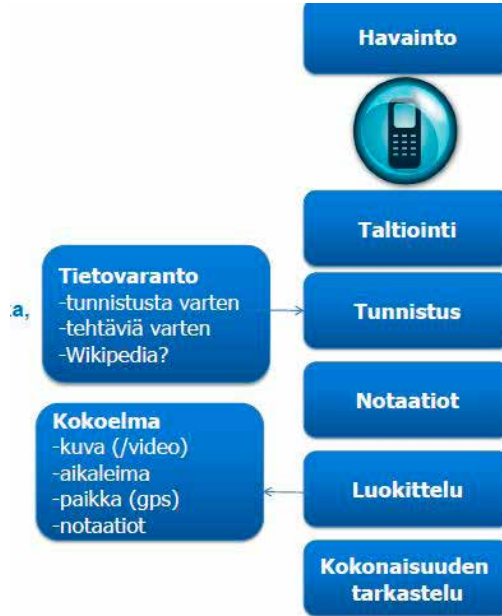 Havainto
Taltiointi
Tietovaranto
-tunnistusta varten
-tehtäviä varten
-Wikipedia?
Tunnistus
Notaatiot
Kokoelma
-kuva (/video)
-aikaleima
-paikka (gps)
-notaatiot
Luokittelu
Kokonaisuuden
tarkastelu